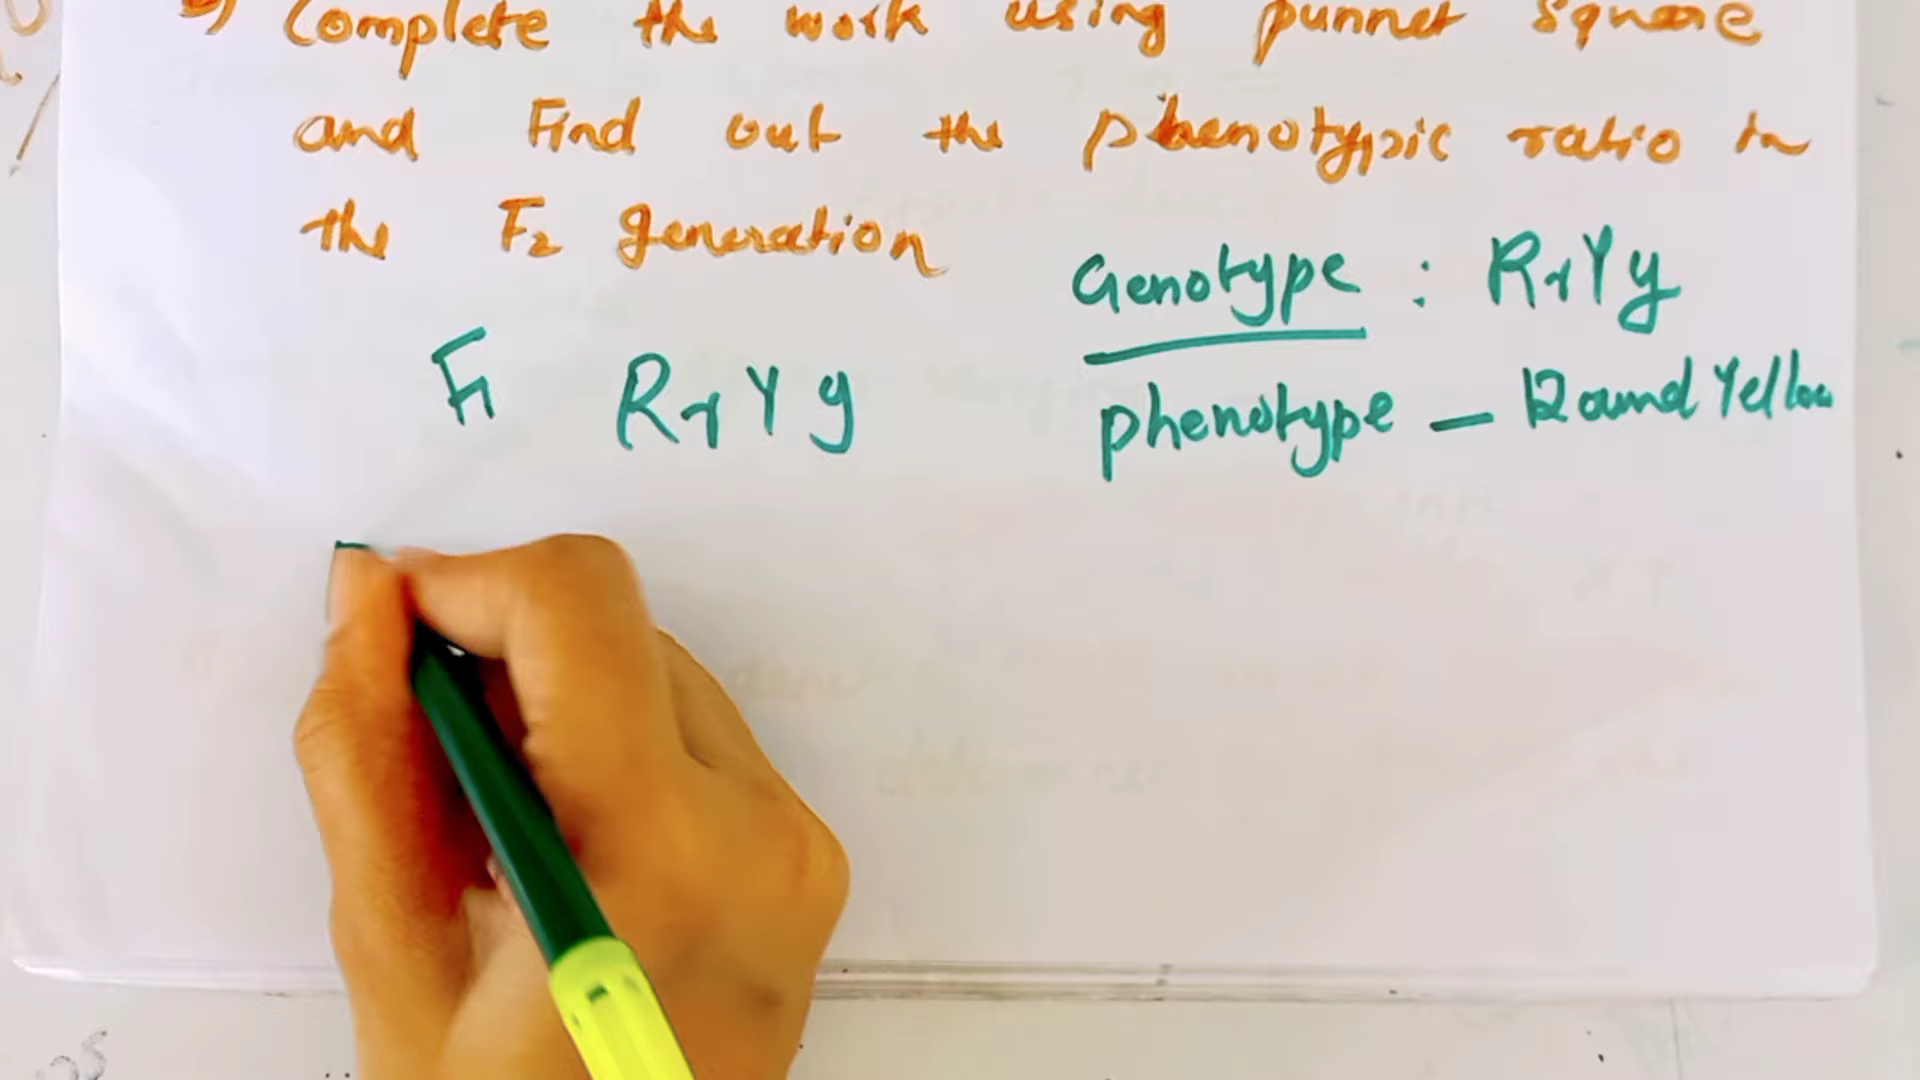 Complete the work using punnet square
and Find out the phenotypic ratio in
the F2 generation
Genotype : RrYy
F1 RrYy
phenotype – Round Yellow